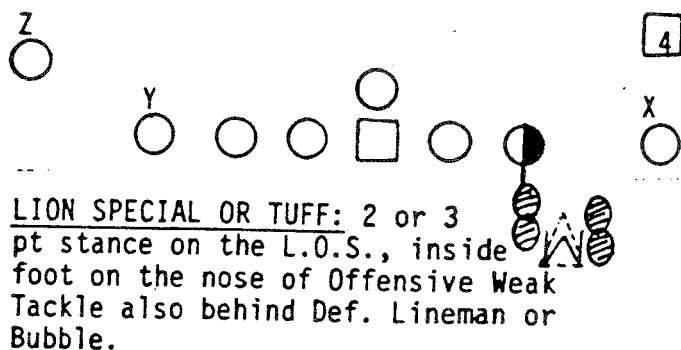 Z
4
Y
X
LION SPECIAL OR TUFF: 2 or 3
pt stance on the L.O.S., inside
foot on the nose of Offensive Weak
Tackle also behind Def. Lineman or
Bubble.